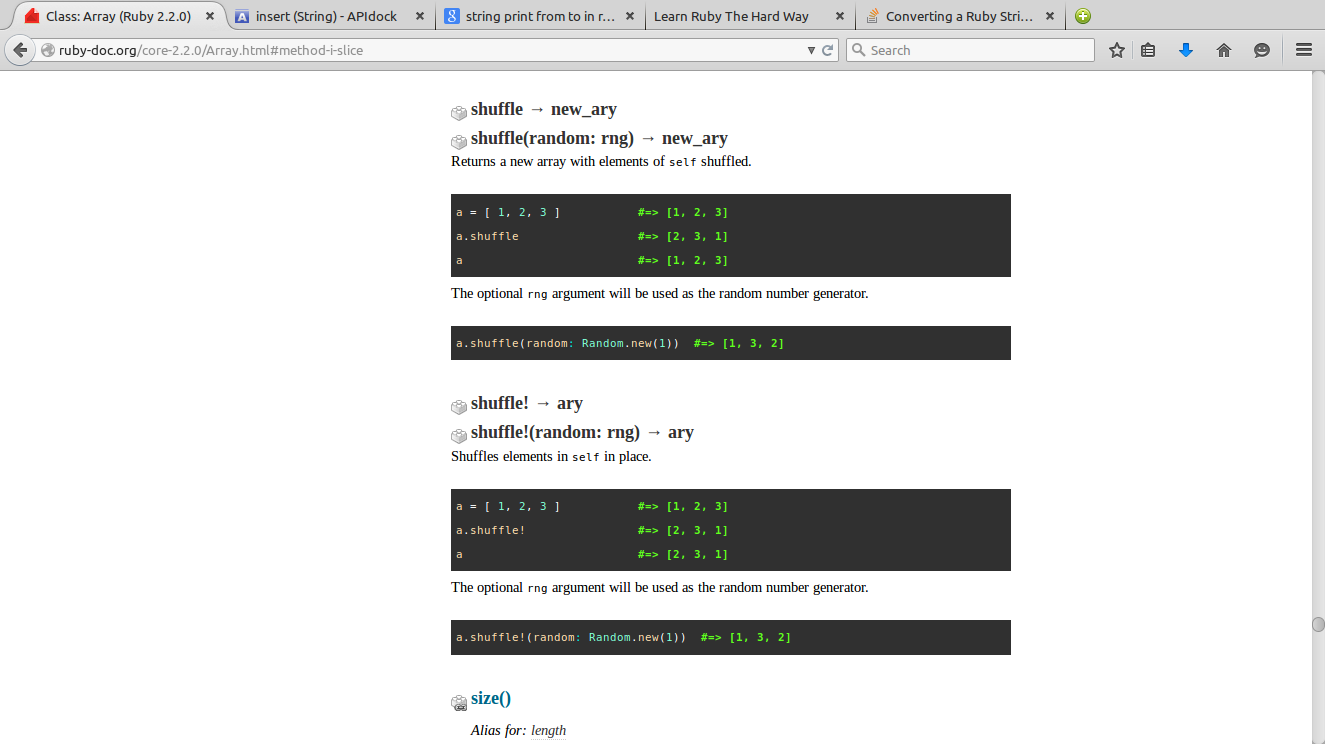 Class: Array (Ruby 2.2.0)
insert (String) - APIdock
string print from to in r...
Learn Ruby The Hard Way
Converting a Ruby Stri...
ruby-doc.org/core-2.2.0/Array.html#method-i-slice
Search
shuffle → new_ary
shuffle(random: rng) → new_ary
Returns a new array with elements of self shuffled.
a = [ 1, 2, 3 ] #=> [1, 2, 3]
a.shuffle #=> [2, 3, 1]
a #=> [1, 2, 3]
The optional rng argument will be used as the random number generator.
a.shuffle(random: Random.new(1)) #=> [1, 3, 2]
shuffle! → ary
shuffle!(random: rng) → ary
Shuffles elements in self in place.
a = [ 1, 2, 3 ] #=> [1, 2, 3]
a.shuffle! #=> [2, 3, 1]
a #=> [2, 3, 1]
The optional rng argument will be used as the random number generator.
a.shuffle!(random: Random.new(1)) #=> [1, 3, 2]
size()
Alias for: length